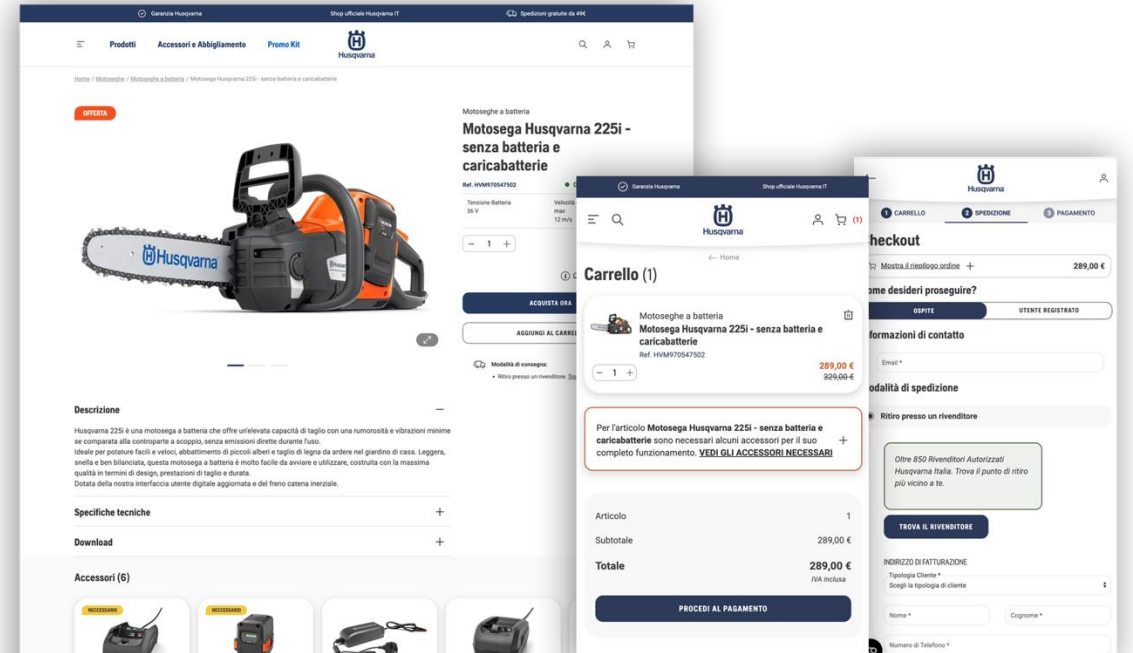 Garanzia Husqvarna
Shop ufficiale Husqvarna IT
Spedizioni gratuite da 49€
Prodotti
Accessori e Abbigliamento
Promo Kit
Husqvarna
Home / Motoseghe / Motoseghe a batteria / Motosega Husqvarna 225i - senza batteria e caricabatterie
OFFERTA
Husqvarna
Motoseghe a batteria
Motosega Husqvarna 225i -
senza batteria e
caricabatterie
Ref. HVM970547502
Tensione Batteria
36 V
Velocità
max
12 m/s
- 1 +
ACQUISTA ORA
AGGIUNGI AL CARREL
Modalità di consegna:
• Ritiro presso un rivenditore.
Descrizione
Husqvarna 225i è una motosega a batteria che offre un'elevata capacità di taglio con una rumorosità e vibrazioni minime
se comparata alla controparte a scoppio, senza emissioni dirette durante l'uso.
Ideale per potature facili e veloci, abbattimento di piccoli alberi e taglio di legna da ardere nel giardino di casa. Leggera,
snella e ben bilanciata, questa motosega a batteria è molto facile da avviare e utilizzare, costruita con la massima
qualità in termini di design, prestazioni di taglio e durata.
Dotata della nostra interfaccia utente digitale aggiornata e del freno catena inerziale.
Specifiche tecniche
Download
Accessori (6)
NECCESSARIO
NECCESSARIO
Garanzia Husqvarna
Shop ufficiale Husqvarna IT
Husqvarna
(1)
← Home
Carrello (1)
Motoseghe a batteria
Motosega Husqvarna 225i - senza batteria e
caricabatterie
Ref. HVM970547502
- 1 +
289,00 €
329,00 €
Per l'articolo Motosega Husqvarna 225i - senza batteria e
caricabatterie sono necessari alcuni accessori per il suo
completo funzionamento. VEDI GLI ACCESSORI NECESSARI
Articolo 1
Subtotale 289,00 €
Totale 289,00 €
IVA inclusa
PROCEDI AL PAGAMENTO
Husqvarna
1 CARRELLO
2 SPEDIZIONE
3 PAGAMENTO
heckout
Mostra il riepilogo ordine + 289,00 €
ome desideri proseguire?
OSPITE
UTENTE REGISTRATO
formazioni di contatto
Email *
odalità di spedizione
Ritiro presso un rivenditore
Oltre 850 Rivenditori Autorizzati
Husqvarna Italia. Trova il punto di ritiro
più vicino a te.
TROVA IL RIVENDITORE
INDIRIZZO DI FATTURAZIONE
Tipologia Cliente *
Scegli la tipologia di cliente
Nome *
Cognome *
Numero di Telefono *